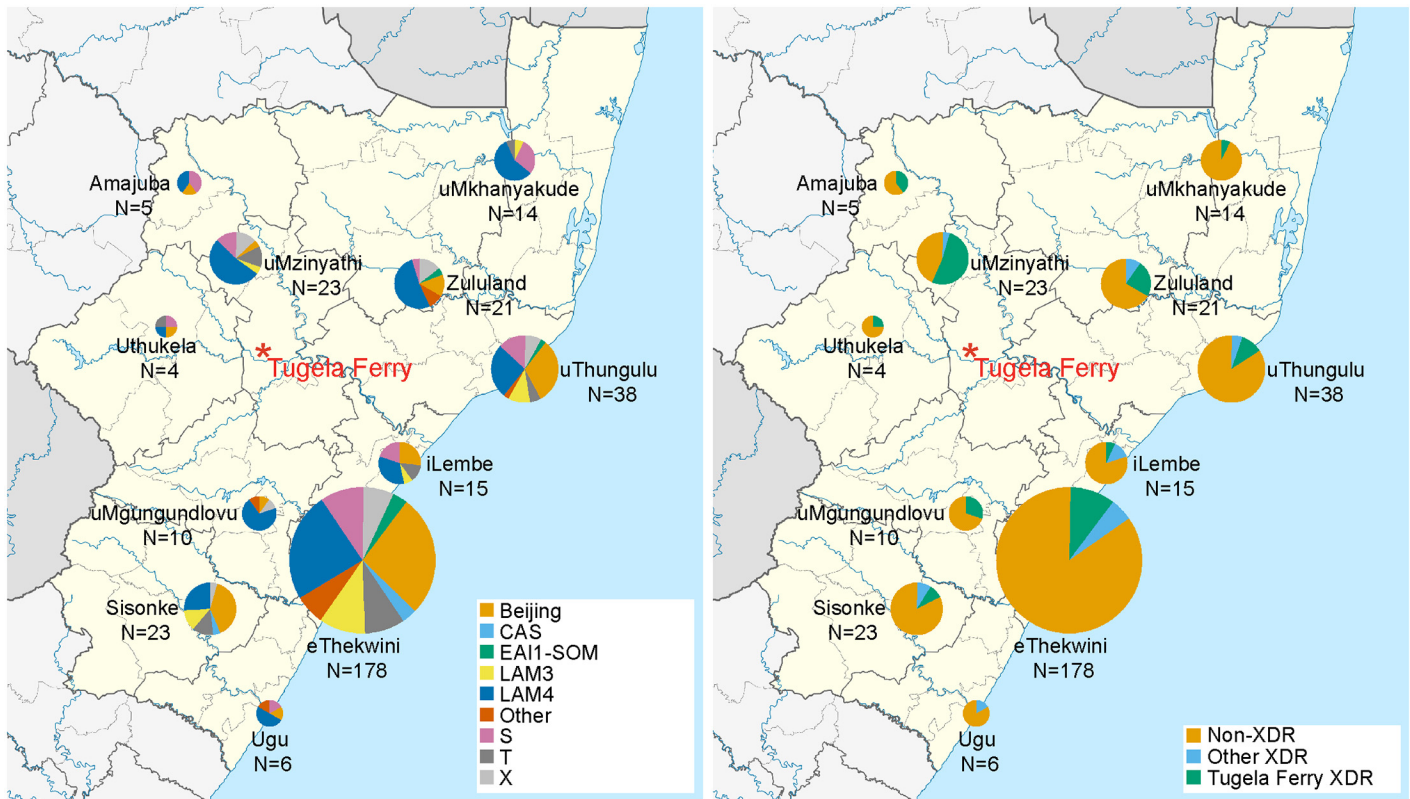 Amajuba
N=5
uMkhanyakude
N=14
uMzinyathi
N=23
Zululand
N=21
Uthukela
N=4
*
Tugela Ferry
uThungulu
N=38
iLembe
N=15
uMgungundlovu
N=10
Sisonke
N=23
eThekwini
N=178
Ugu
N=6
Beijing
CAS
EAI1-SOM
LAM3
LAM4
Other
S
T
X
Amajuba
N=5
uMkhanyakude
N=14
uMzinyathi
N=23
Zululand
N=21
Uthukela
N=4
*
Tugela Ferry
uThungulu
N=38
iLembe
N=15
uMgungundlovu
N=10
Sisonke
N=23
eThekwini
N=178
Ugu
N=6
Non-XDR
Other XDR
Tugela Ferry XDR